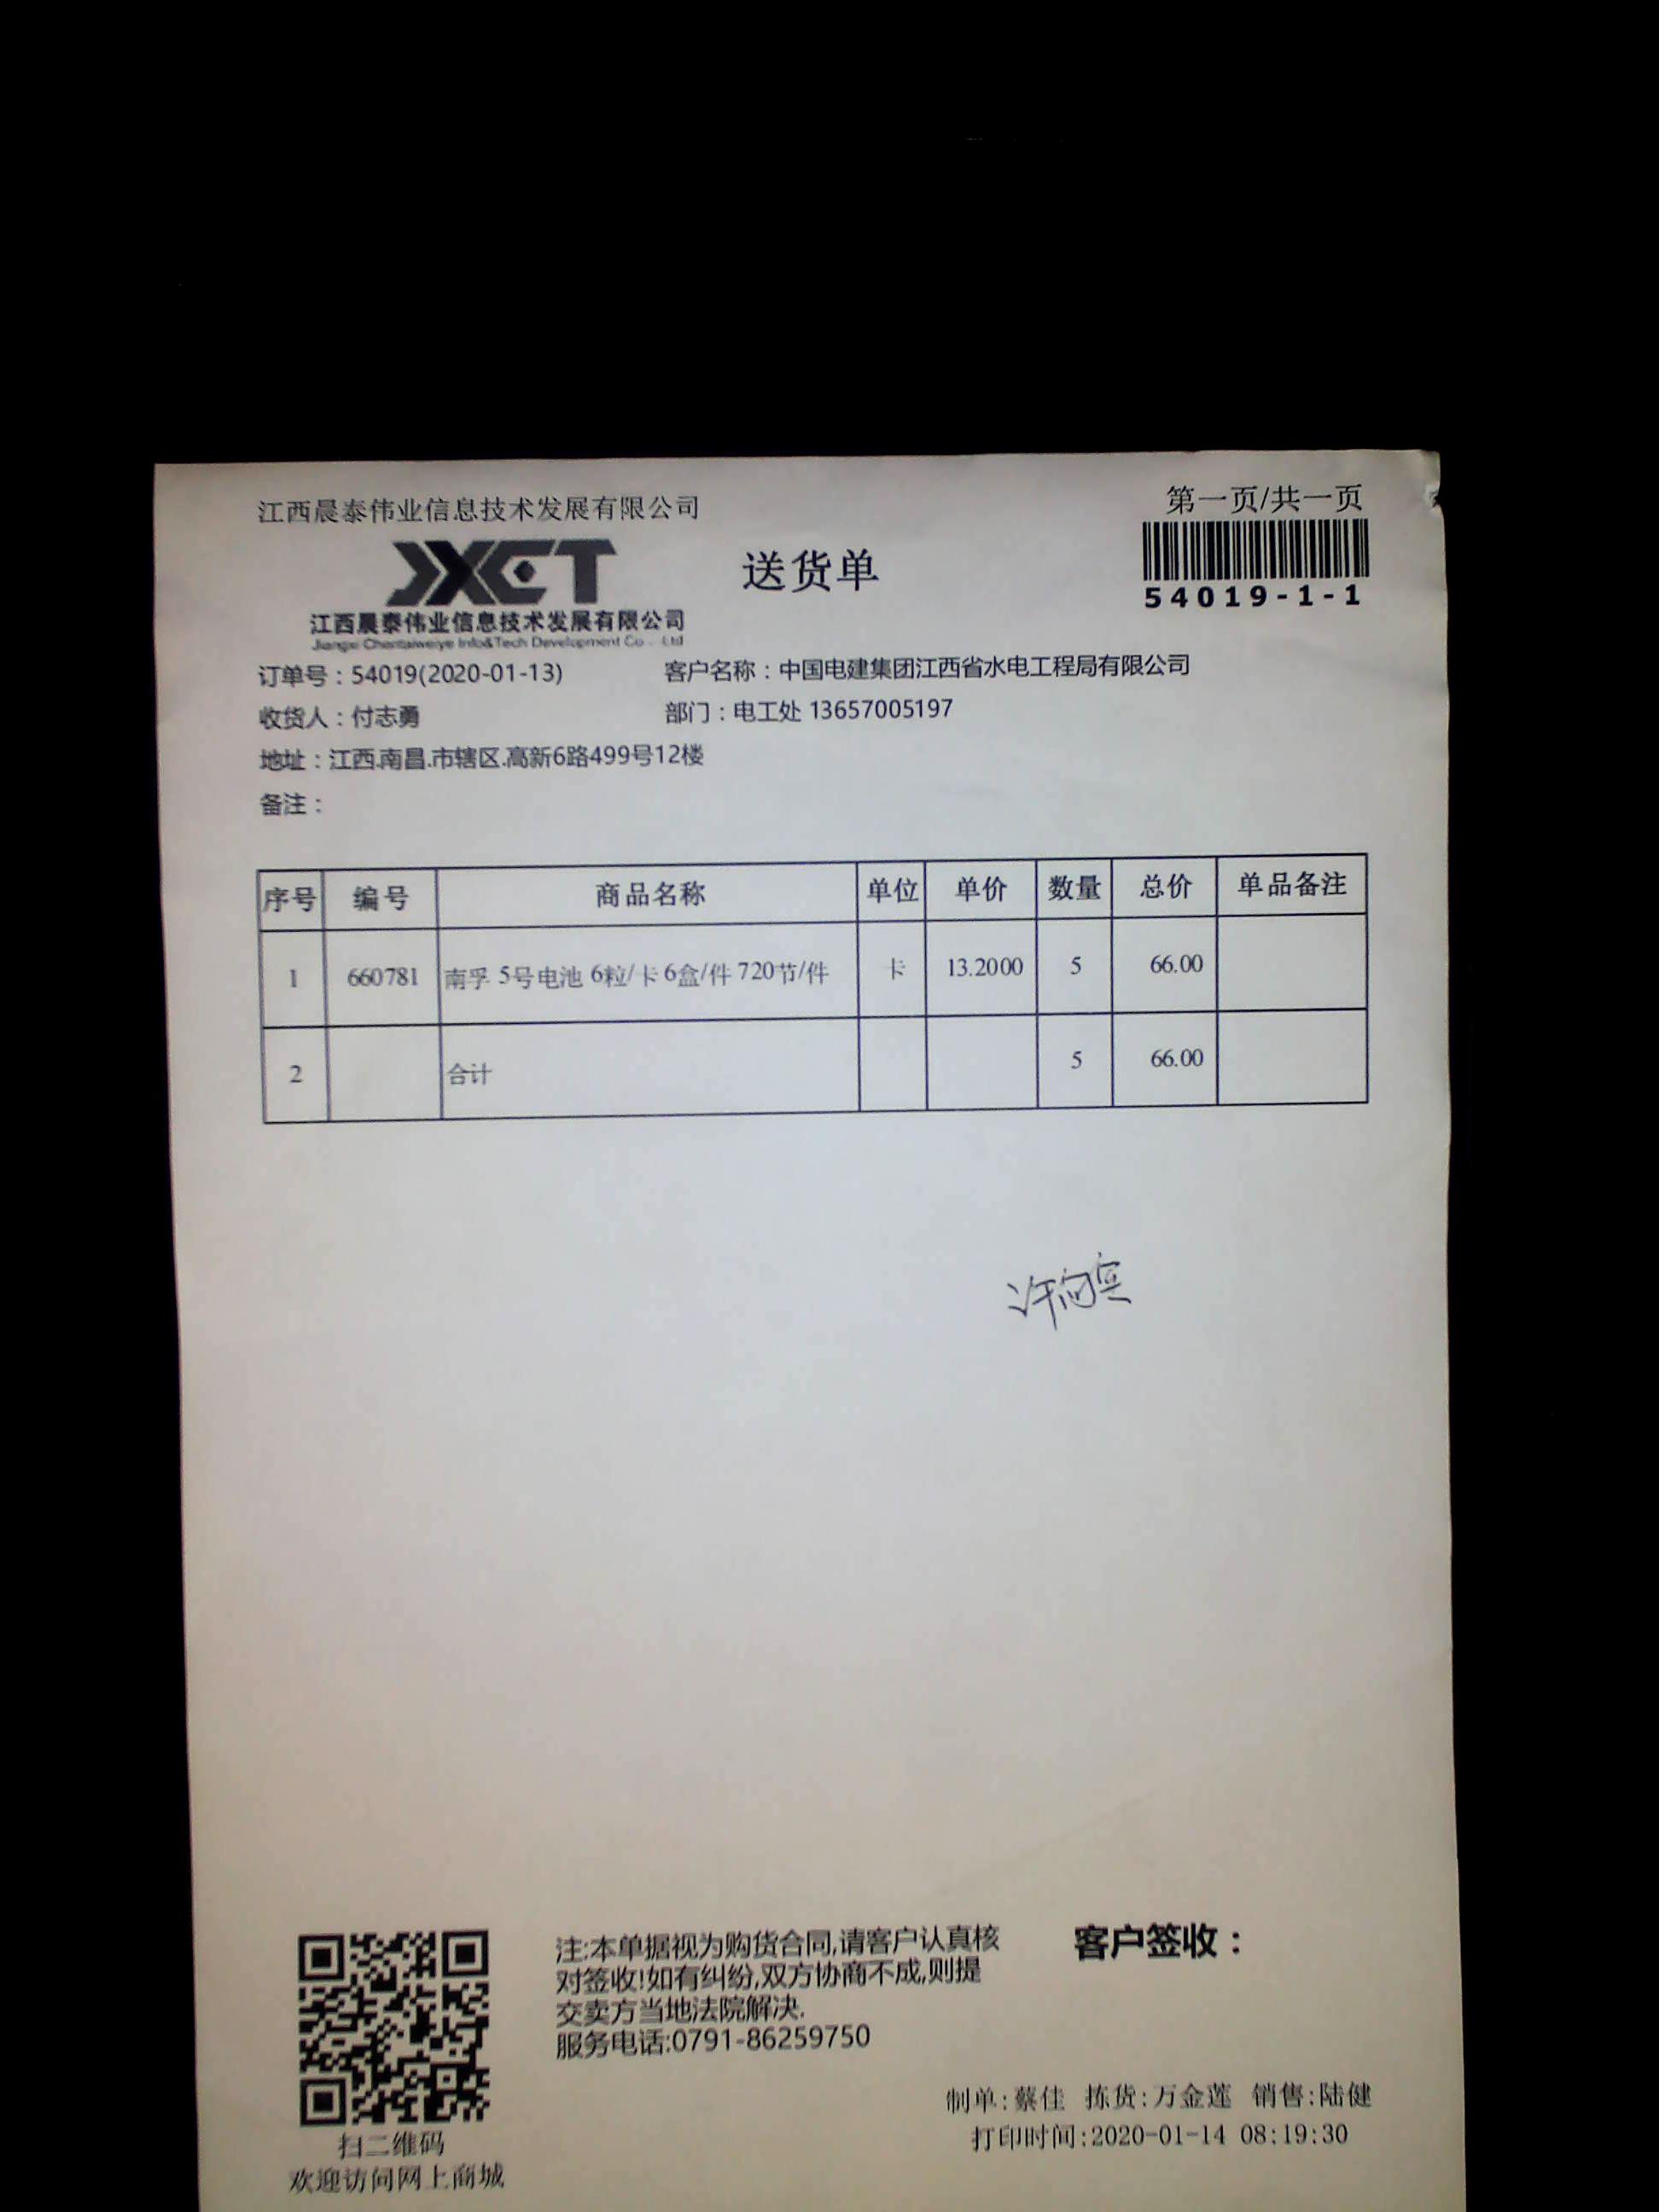 江西晨泰伟业信息技术发展有限公司
第一页/共一页
JXCT
送货单
54019-1-1
江西晨泰伟业信息技术发展有限公司
Jiangxi Chentaiweiye Info&Tech Development Co., Ltd
订单号：54019(2020-01-13) 客户名称：中国电建集团江西省水电工程局有限公司
收货人：付志勇 部门：电工处 13657005197
地址：江西.南昌.市辖区.高新6路499号12楼
备注：
序号 编号 商品名称 单位 单价 数量 总价 单品备注
1 660781 南孚 5号电池 6粒/卡 6盒/件 720节/件 卡 13.2000 5 66.00
2 合计 5 66.00
注:本单据视为购货合同,请客户认真核
对签收!如有纠纷,双方协商不成,则提
交卖方当地法院解决.
服务电话:0791-86259750
客户签收：
制单:蔡佳 拣货:万金莲 销售:陆健
打印时间:2020-01-14 08:19:30
扫二维码
欢迎访问网上商城